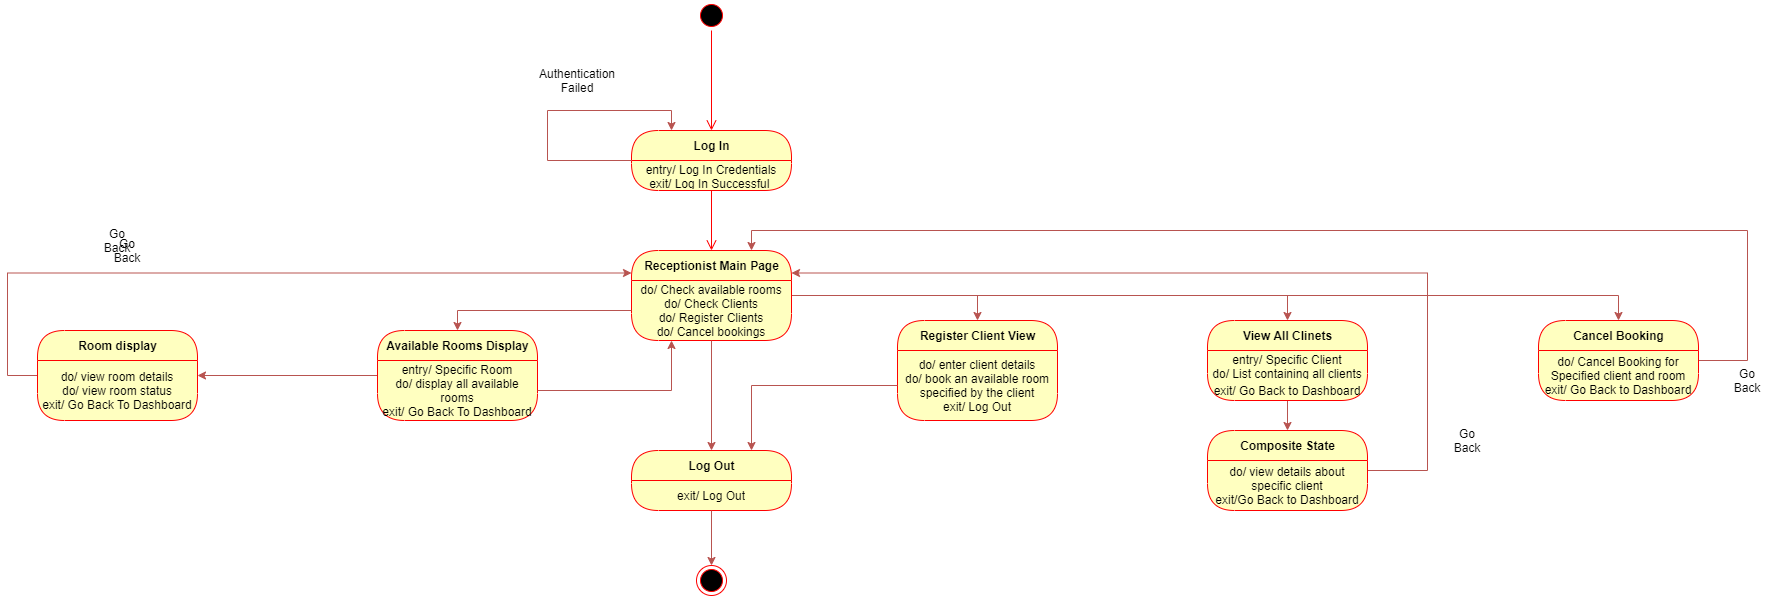 Authentication
Failed
Log In
entry/ Log In Credentials
exit/ Log In Successful
Go
Back
Go
Back
Receptionist Main Page
do/ Check available rooms
do/ Check Clients
do/ Register Clients
do/ Cancel bookings
Room display
do/ view room details
do/ view room status
exit/ Go Back To Dashboard
Available Rooms Display
entry/ Specific Room
do/ display all available
rooms
exit/ Go Back To Dashboard
Register Client View
do/ enter client details
do/ book an available room
specified by the client
exit/ Log Out
View All Clinets
entry/ Specific Client
do/ List containing all clients
exit/ Go Back to Dashboard
Cancel Booking
do/ Cancel Booking for
Specified client and room
exit/ Go Back to Dashboard
Go
Back
Go
Back
Composite State
do/ view details about
specific client
exit/Go Back to Dashboard
Log Out
exit/ Log Out